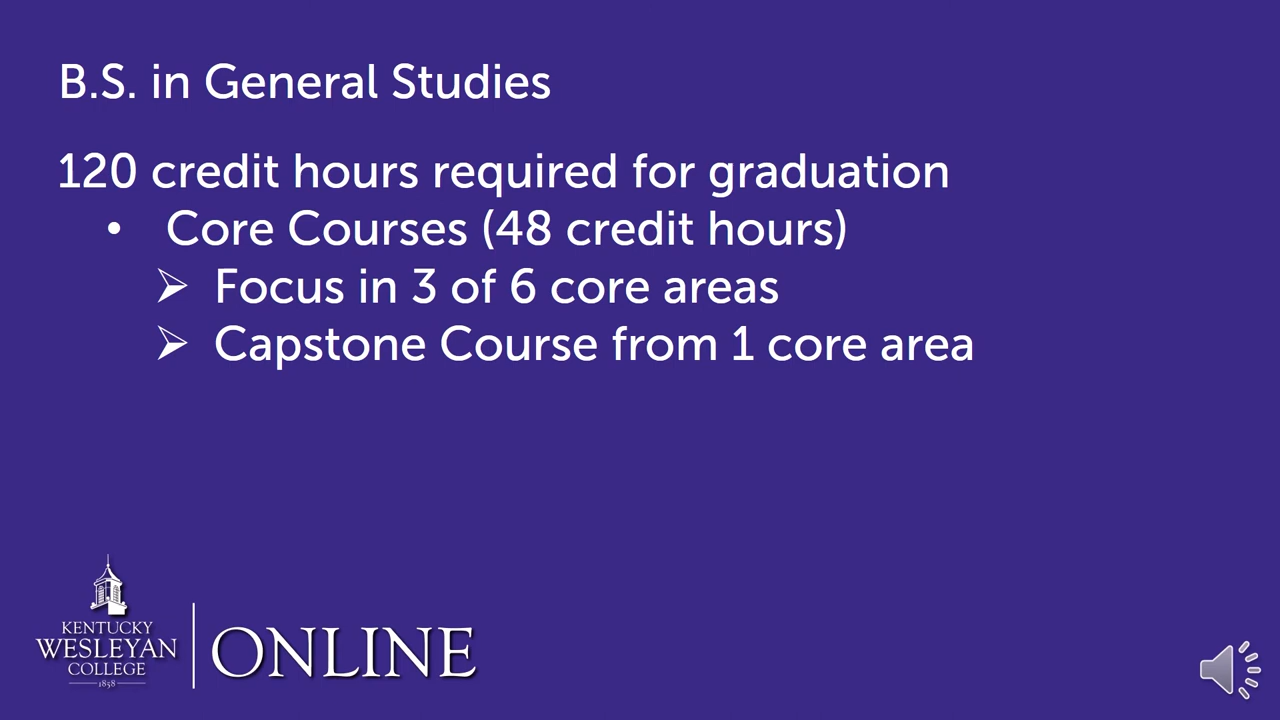 B.S. in General Studies
120 credit hours required for graduation
• Core Courses (48 credit hours)
➢ Focus in 3 of 6 core areas
➢ Capstone Course from 1 core area
KENTUCKY
WESLEYAN
COLLEGE
1858
ONLINE